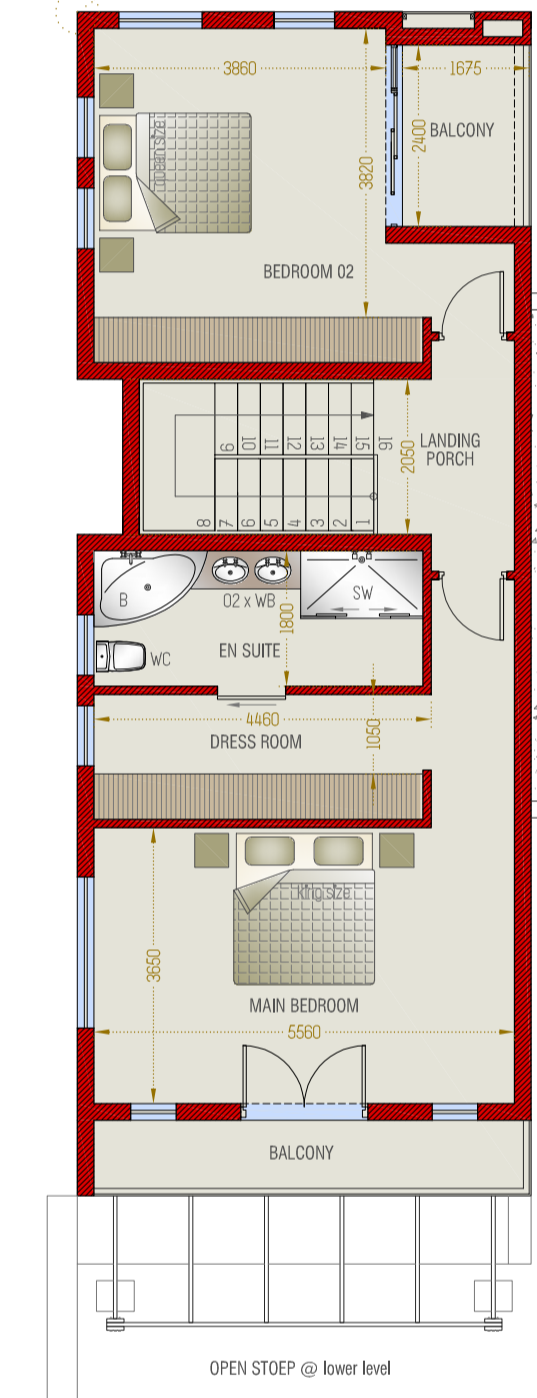 3860
1675
queen size
2400
BALCONY
3820
BEDROOM 02
9 10 11 12 13 14 15 16
LANDING
PORCH
2050
8 7 6 5 4 3 2 1
B
02 x WB
SW
1800
WC
EN SUITE
4460
1050
DRESS ROOM
king size
3650
MAIN BEDROOM
5560
BALCONY
OPEN STOEP @ lower level